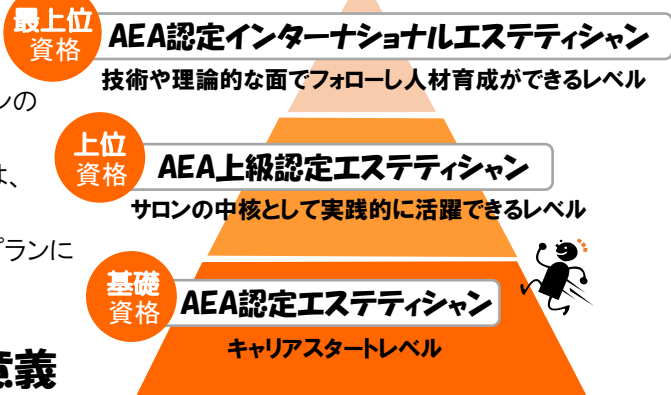 最上位
資格
AEA認定インターナショナルエステティシャン
技術や理論的な面でフォローし人材育成ができるレベル
ンの
上位
資格
AEA上級認定エステティシャン
は、
サロンの中核として実践的に活躍できるレベル
プランに
基礎
資格
AEA認定エステティシャン
キャリアスタートレベル
意義